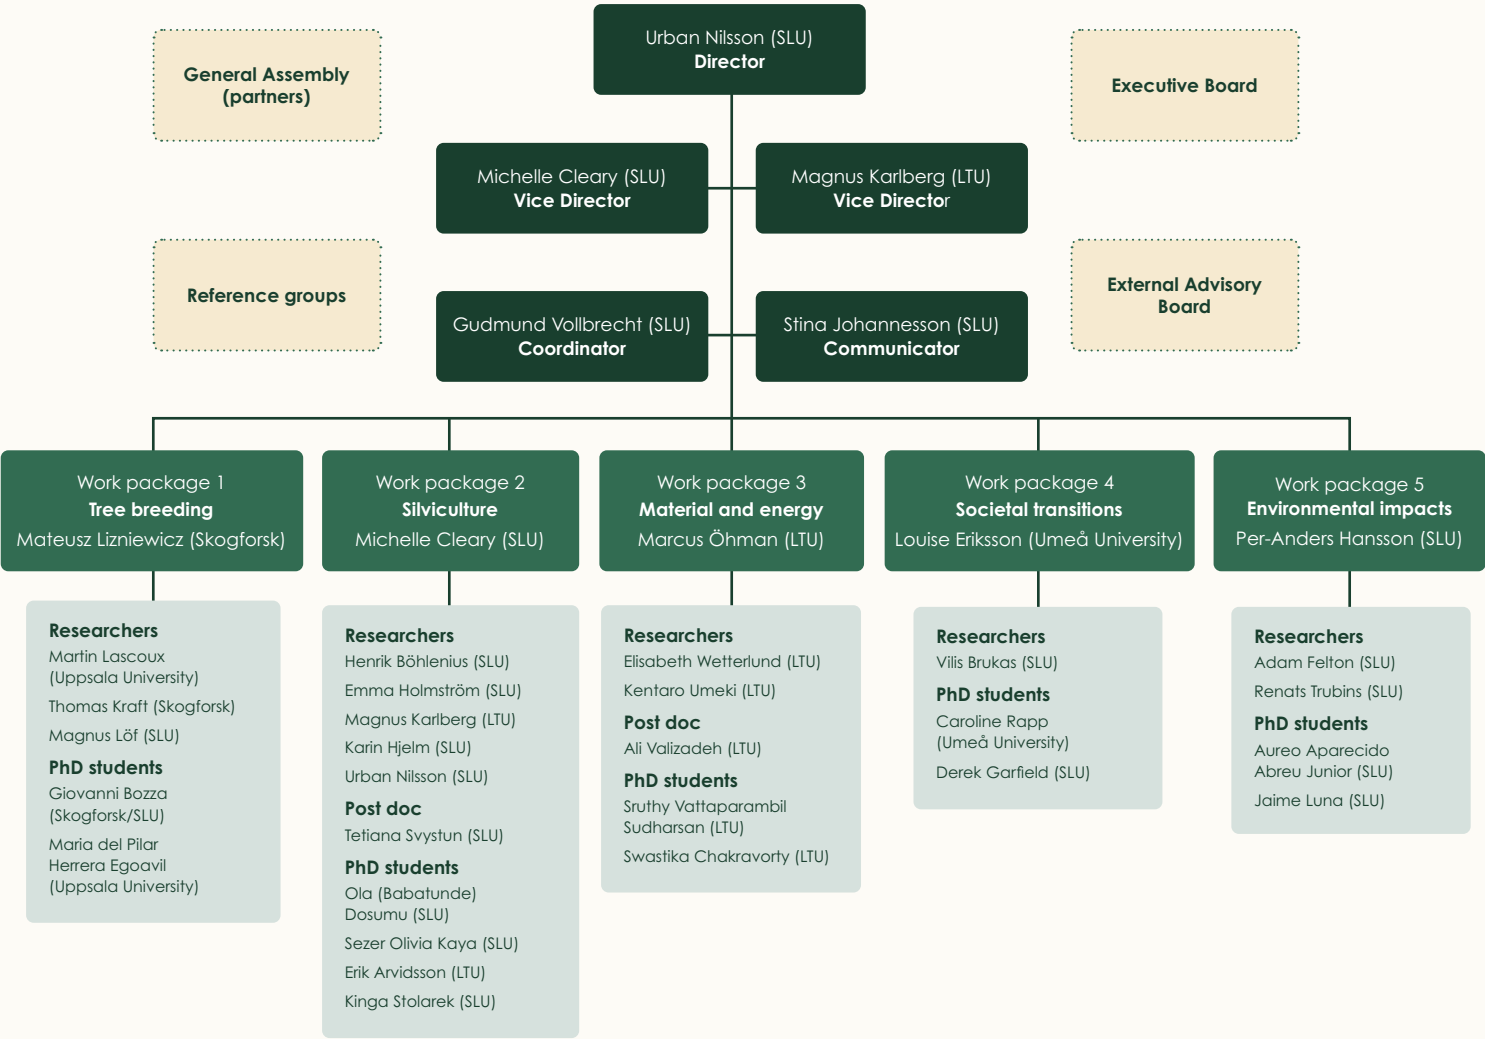 Urban Nilsson (SLU)
Director
General Assembly
(partners)
Executive Board
Michelle Cleary (SLU)
Vice Director
Magnus Karlberg (LTU)
Vice Director
Reference groups
External Advisory
Board
Gudmund Vollbrecht (SLU)
Coordinator
Stina Johannesson (SLU)
Communicator
Work package 1
Tree breeding
Mateusz Lizniewicz (Skogforsk)
Researchers
Martin Lascoux
(Uppsala University)
Thomas Kraft (Skogforsk)
Magnus Löf (SLU)
PhD students
Giovanni Bozza
(Skogforsk/SLU)
Maria del Pilar
Herrera Egoavil
(Uppsala University)
Work package 2
Silviculture
Michelle Cleary (SLU)
Researchers
Henrik Böhlenius (SLU)
Emma Holmström (SLU)
Magnus Karlberg (LTU)
Karin Hjelm (SLU)
Urban Nilsson (SLU)
Post doc
Tetiana Svystun (SLU)
PhD students
Ola (Babatunde)
Dosumu (SLU)
Sezer Olivia Kaya (SLU)
Erik Arvidsson (LTU)
Kinga Stolarek (SLU)
Work package 3
Material and energy
Marcus Öhman (LTU)
Researchers
Elisabeth Wetterlund (LTU)
Kentaro Umeki (LTU)
Post doc
Ali Valizadeh (LTU)
PhD students
Sruthy Vattaparambil
Sudharsan (LTU)
Swastika Chakravorty (LTU)
Work package 4
Societal transitions
Louise Eriksson (Umeå University)
Researchers
Vilis Brukas (SLU)
PhD students
Caroline Rapp
(Umeå University)
Derek Garfield (SLU)
Work package 5
Environmental impacts
Per-Anders Hansson (SLU)
Researchers
Adam Felton (SLU)
Renats Trubins (SLU)
PhD students
Aureo Aparecido
Abreu Junior (SLU)
Jaime Luna (SLU)